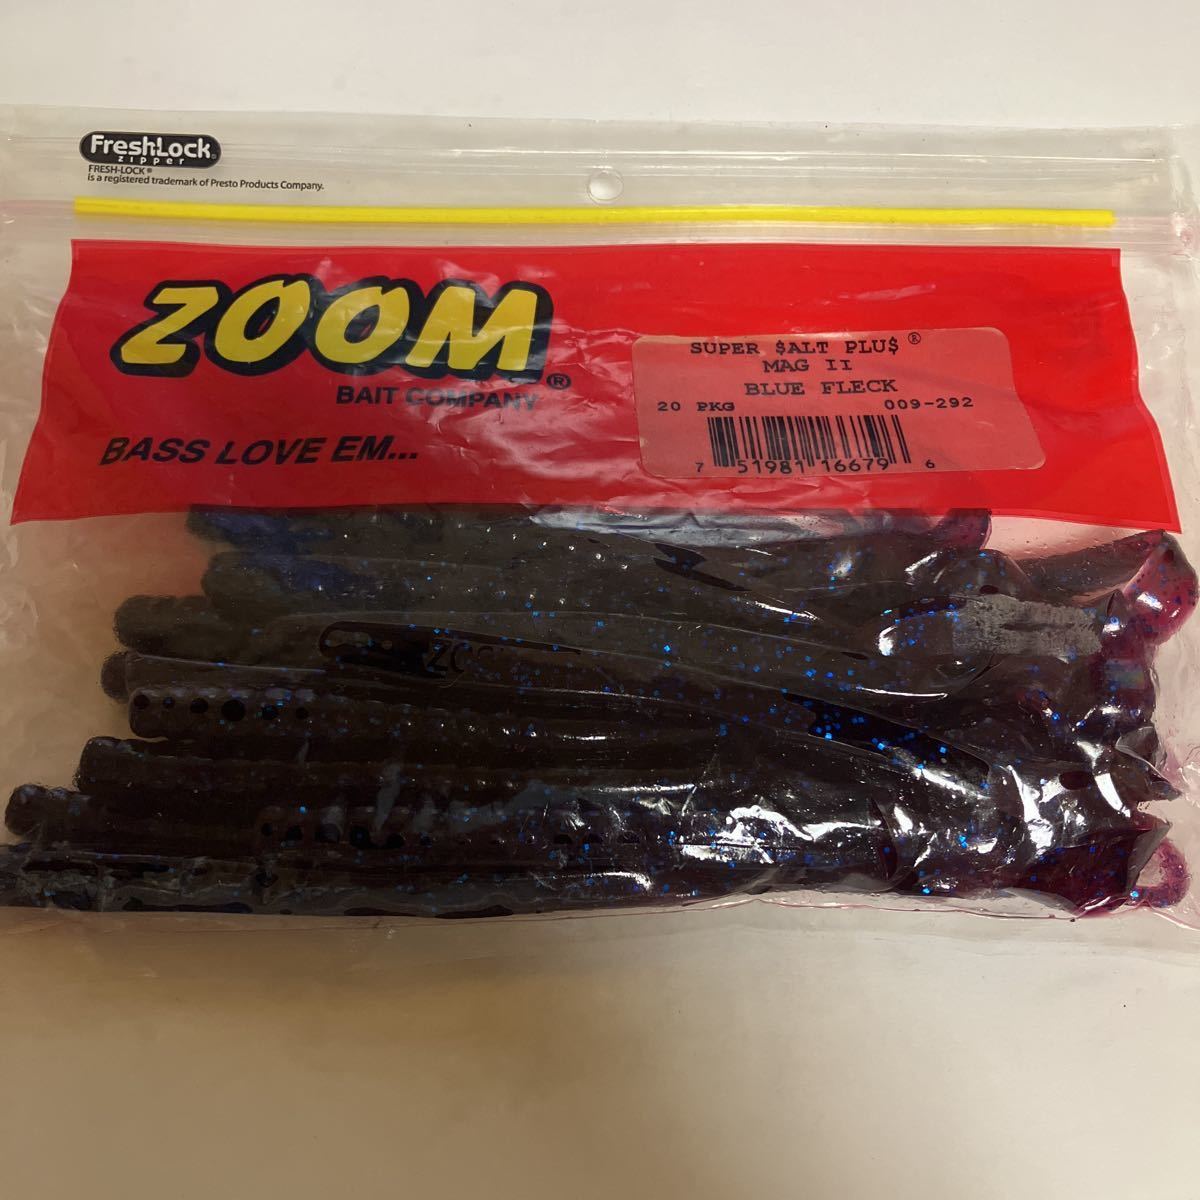 FreshLock®
zipper
FRESH-LOCK®
is a registered trademark of Presto Products Company.
ZOOM®
BAIT COMPANY
BASS LOVE EM...
SUPER $ALT PLU$®
MAG II
BLUE FLECK
20 PKG 009-292
7 51981 16679 6
ZOO